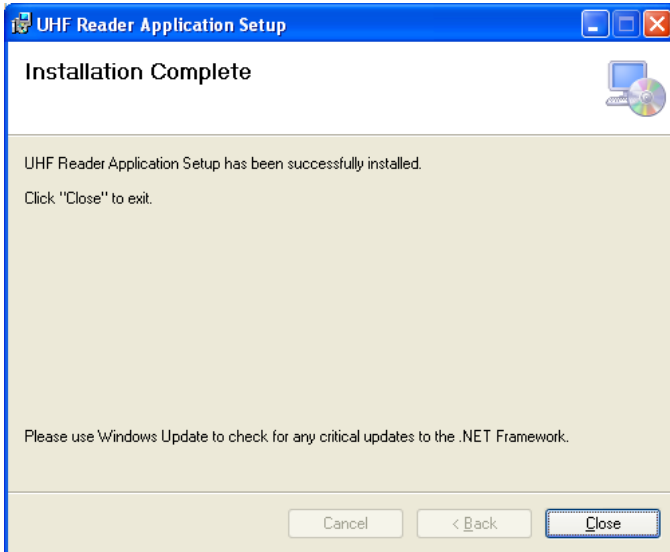 UHF Reader Application Setup
Installation Complete
UHF Reader Application Setup has been successfully installed.
Click "Close" to exit.
Please use Windows Update to check for any critical updates to the .NET Framework.
Cancel < Back Close